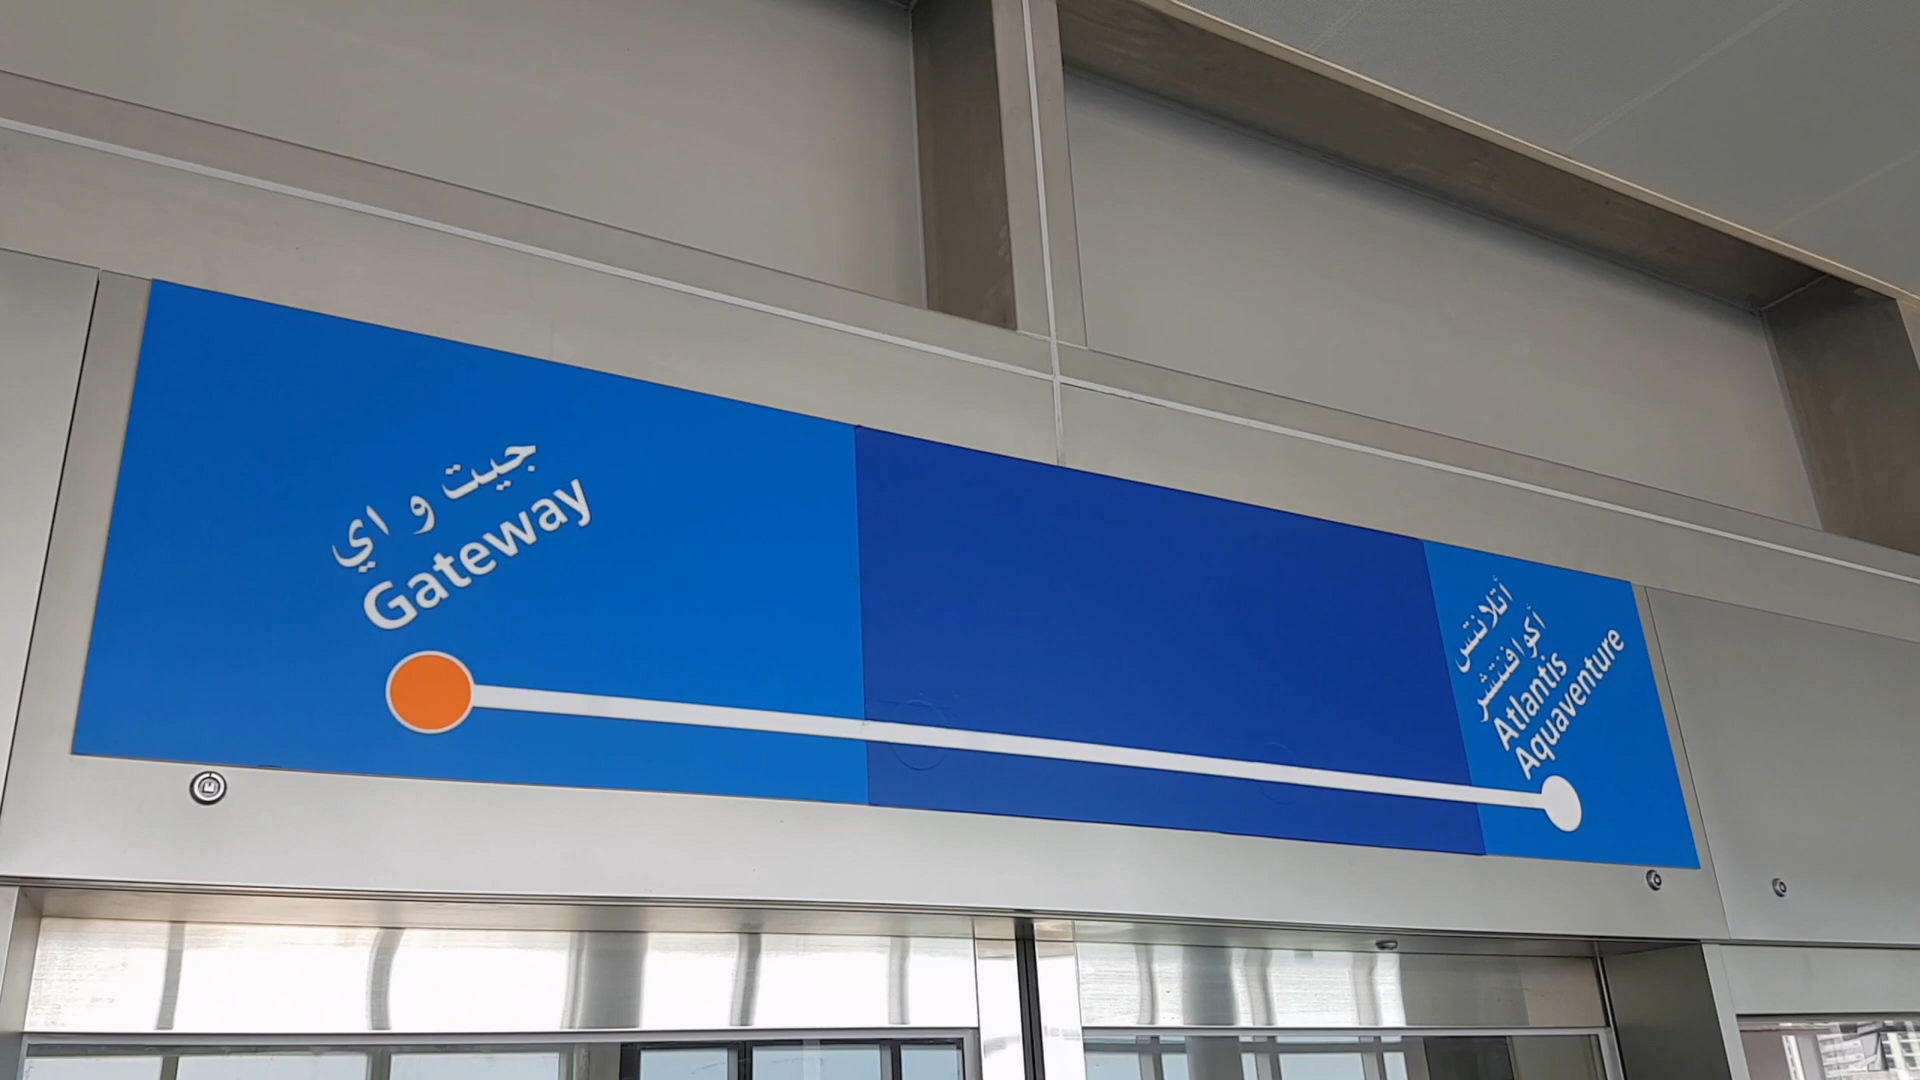 جيت و اي
Gateway
أتلانتس
أكوافنتشر
Atlantis
Aquaventure